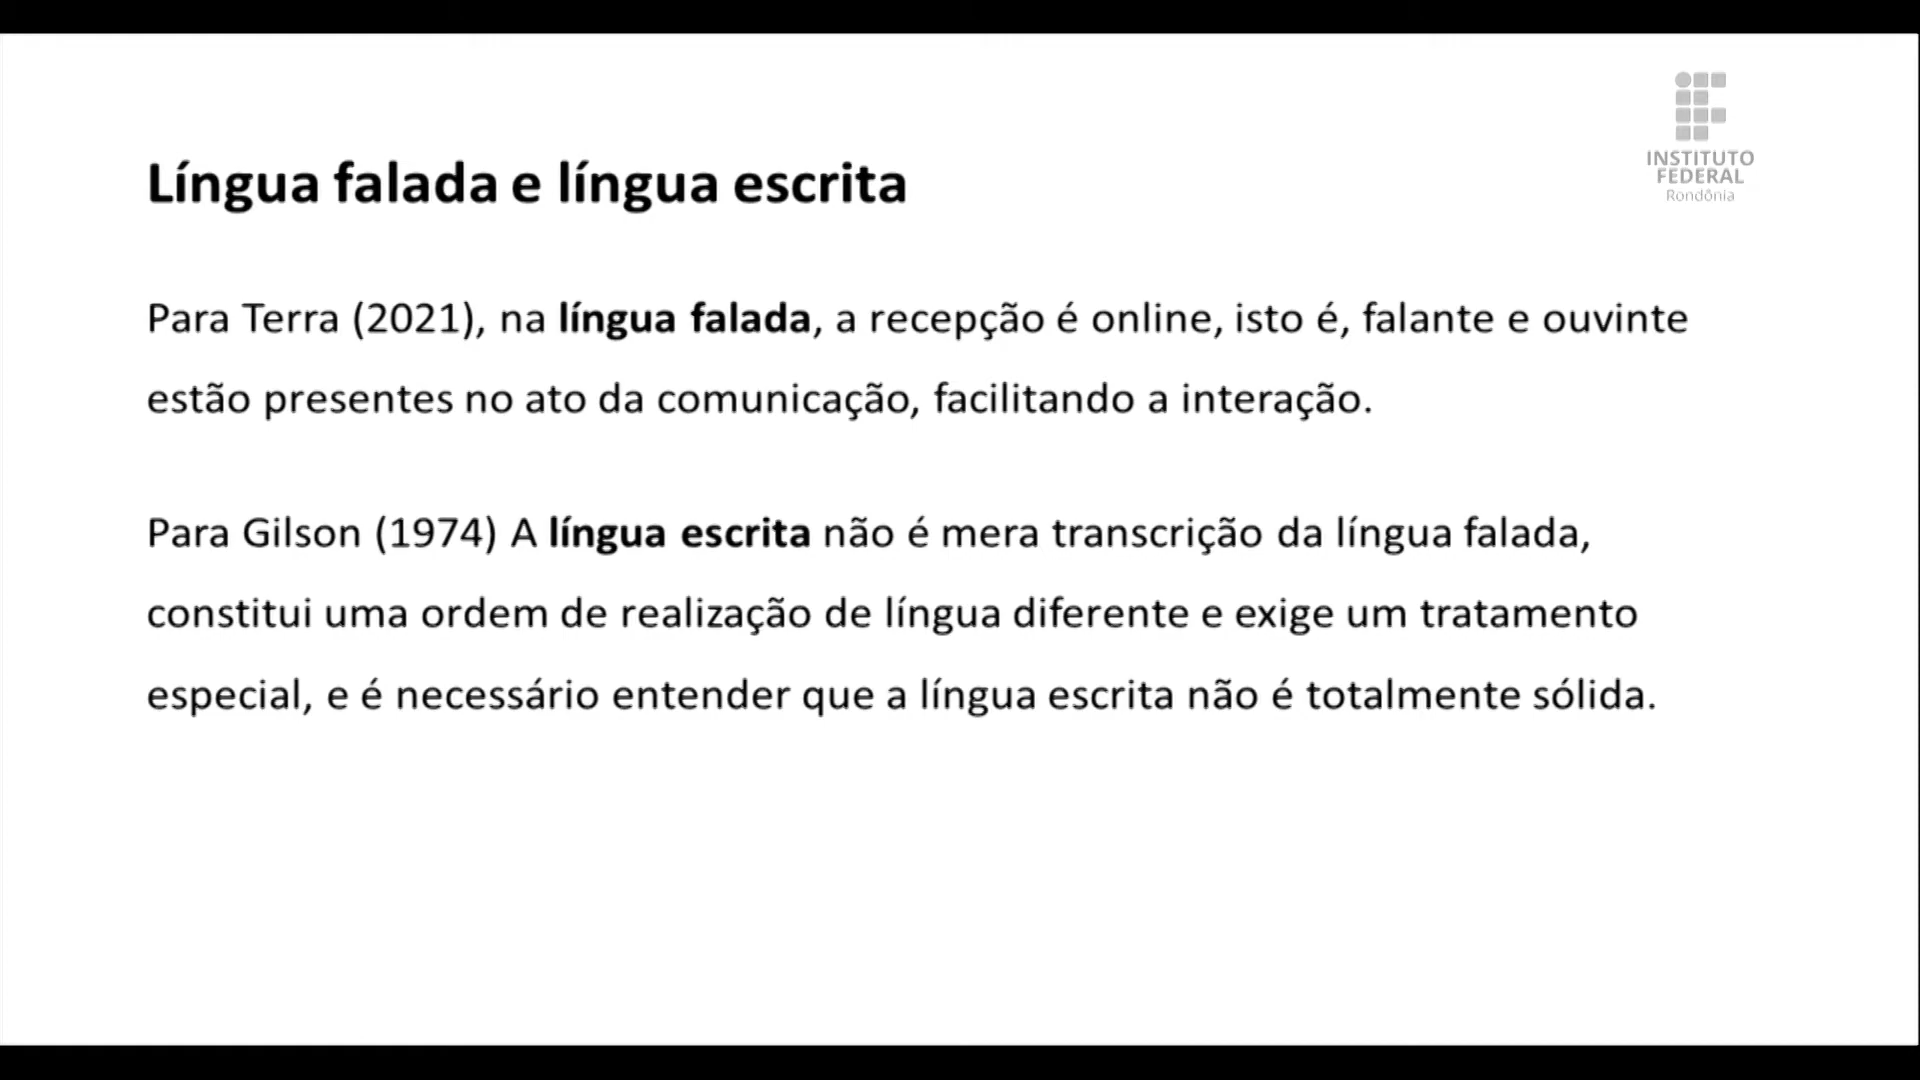 INSTITUTO
FEDERAL
Rondônia
Língua falada e língua escrita
Para Terra (2021), na língua falada, a recepção é online, isto é, falante e ouvinte
estão presentes no ato da comunicação, facilitando a interação.
Para Gilson (1974) A língua escrita não é mera transcrição da língua falada,
constitui uma ordem de realização de língua diferente e exige um tratamento
especial, e é necessário entender que a língua escrita não é totalmente sólida.